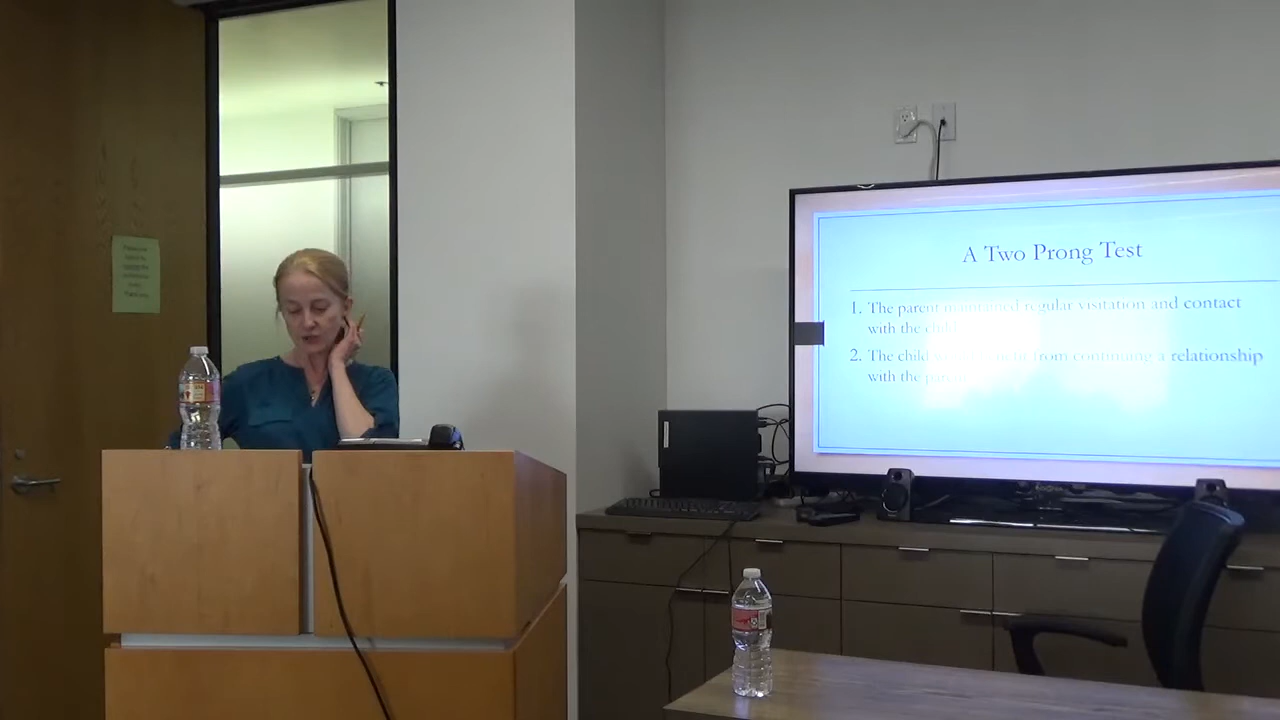 A Two Prong Test
1. The parent maintained regular visitation and contact
with the child
2. The child would benefit from continuing a relationship
with the parent